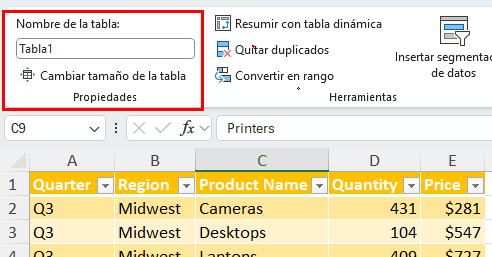 Nombre de la tabla:
Tabla1
Cambiar tamaño de la tabla
Propiedades
Resumir con tabla dinámica
Quitar duplicados
Convertir en rango
Herramientas
Insertar segmenta
de datos
C9 fx Printers
A B C D E
1 Quarter Region Product Name Quantity Price
2 Q3 Midwest Cameras 431 $281
3 Q3 Midwest Desktops 104 $547
4 Q3 Midwest Laptops 409 $727